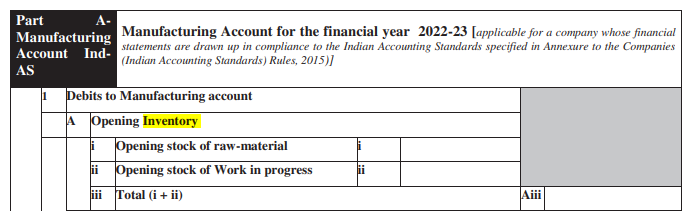 Part A-
Manufacturing
Account Ind-
AS
Manufacturing Account for the financial year 2022-23 [applicable for a company whose financial
statements are drawn up in compliance to the Indian Accounting Standards specified in Annexure to the Companies
(Indian Accounting Standards) Rules, 2015)]
1 Debits to Manufacturing account
A Opening Inventory
i Opening stock of raw-material i
ii Opening stock of Work in progress ii
iii Total (i + ii) Aiii